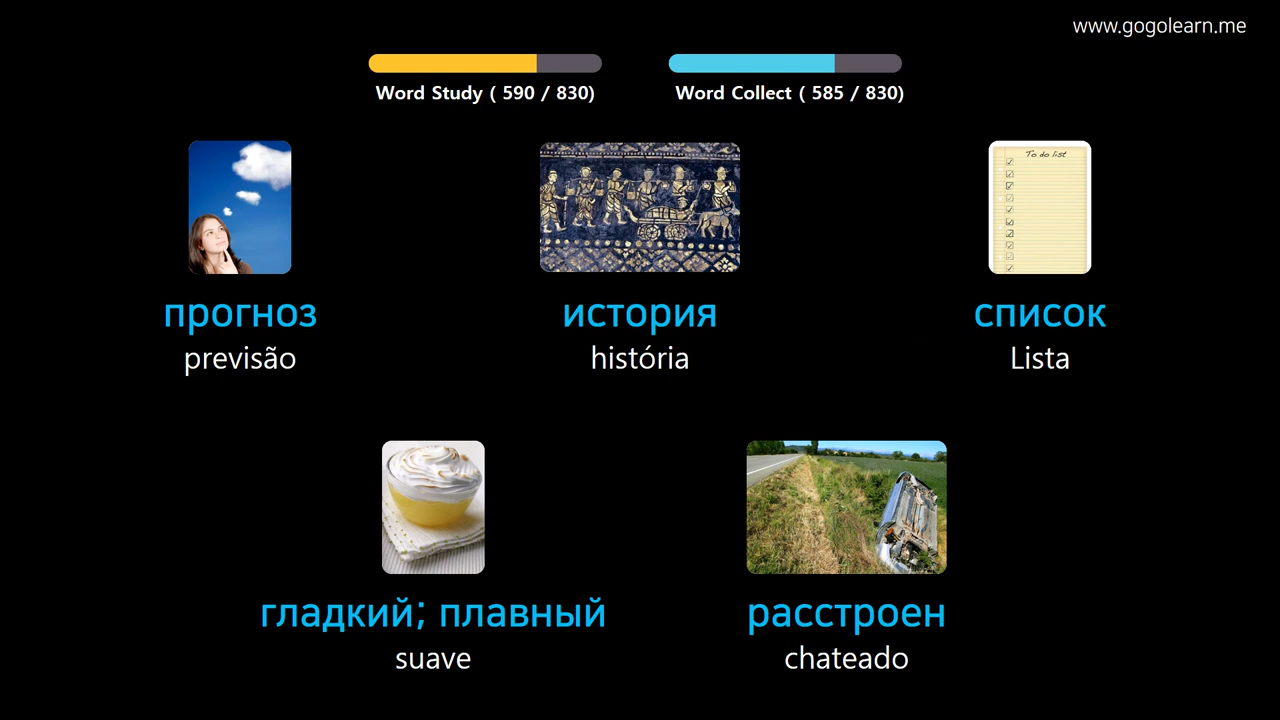 www.gogolearn.me
Word Study ( 590 / 830)
Word Collect ( 585 / 830)
To do list
прогноз
previsão
история
história
список
Lista
гладкий; плавный
suave
расстроен
chateado